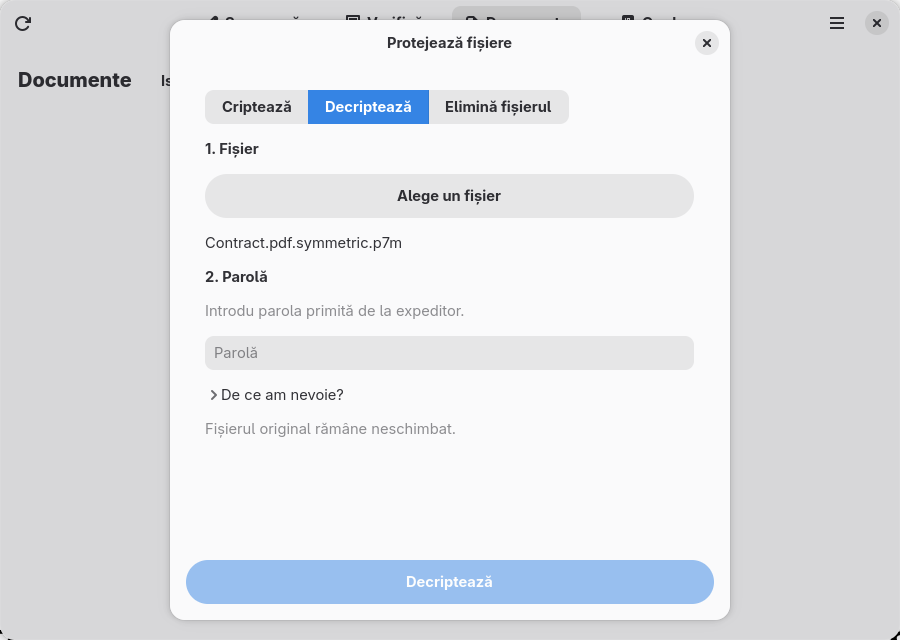 Protejează fișiere
Documente
Criptează
Decriptează
Elimină fișierul
1. Fișier
Alege un fișier
Contract.pdf.symmetric.p7m
2. Parolă
Introdu parola primită de la expeditor.
Parolă
De ce am nevoie?
Fișierul original rămâne neschimbat.
Decriptează